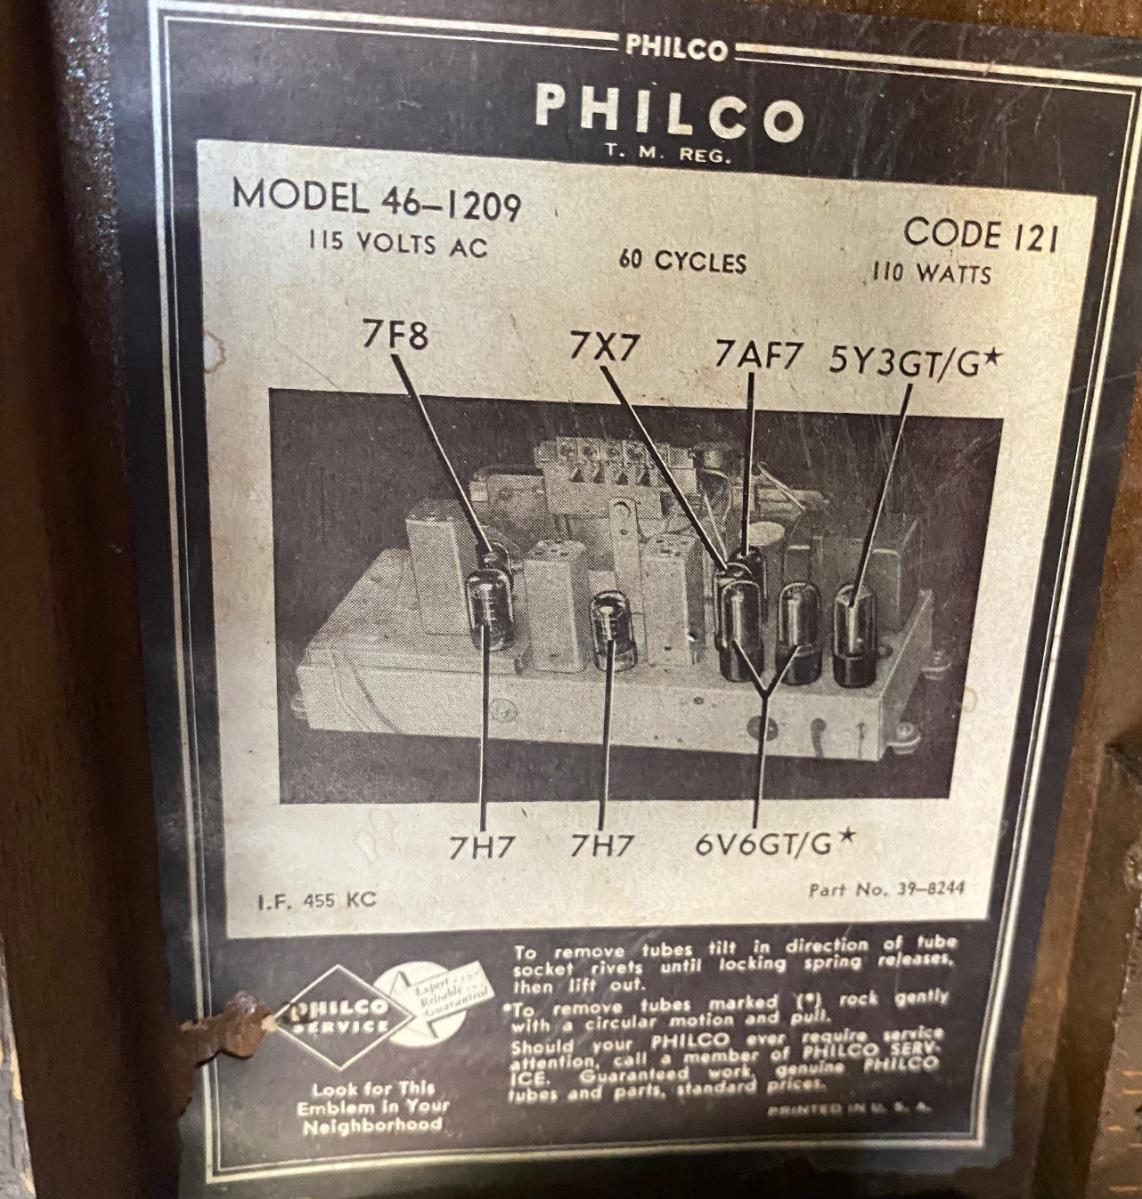 PHILCO
PHILCO
T. M. REG.
MODEL 46–1209
CODE 121
115 VOLTS AC
60 CYCLES
110 WATTS
7F8
7X7
7AF7
5Y3GT/G*
7H7
7H7
6V6GT/G*
I.F. 455 KC
Part No. 39–8244
To remove tubes tilt in direction of tube
socket rivets until locking spring releases,
then lift out.
*To remove tubes marked (*) rock gently
with a circular motion and pull.
Should your PHILCO ever require service
attention, call a member of PHILCO SERV-
ICE. Guaranteed work, genuine PHILCO
tubes and parts, standard prices.
PRINTED IN U. S. A.
PHILCO
SERVICE
Expert
Reliable
Guaranteed
Look for This
Emblem in Your
Neighborhood